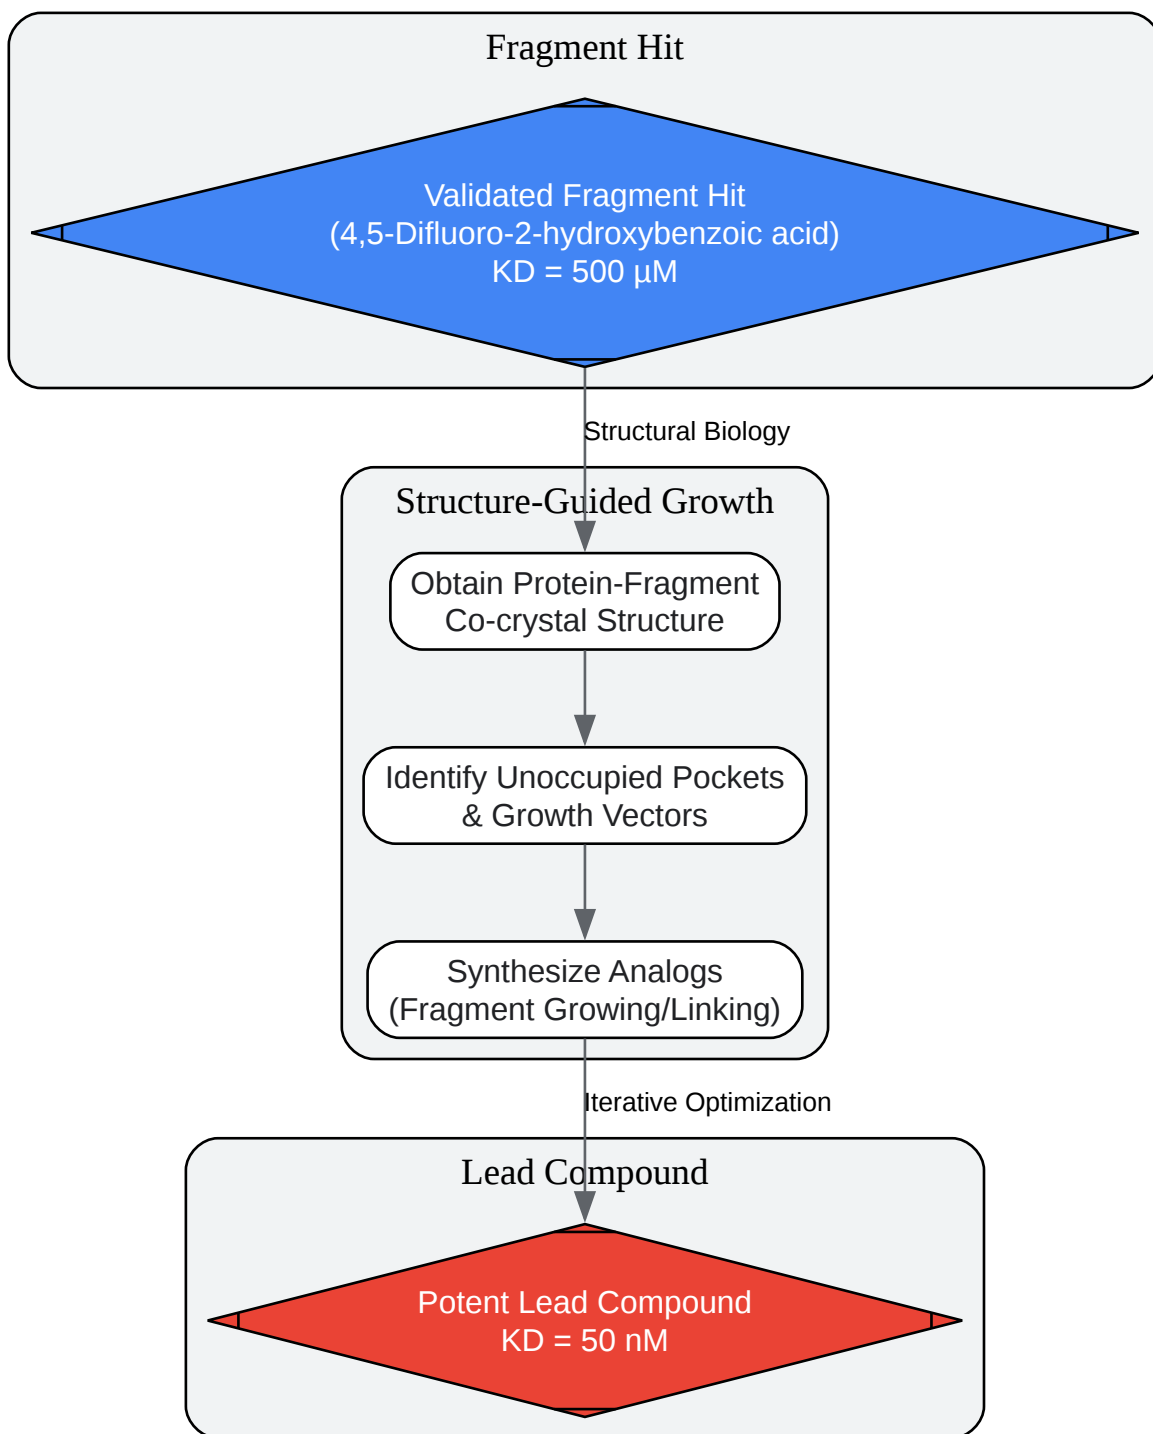 Fragment Hit
Validated Fragment Hit
(4,5-Difluoro-2-hydroxybenzoic acid)
KD = 500 µM
Structural Biology
Structure-Guided Growth
Obtain Protein-Fragment
Co-crystal Structure
Identify Unoccupied Pockets
& Growth Vectors
Synthesize Analogs
(Fragment Growing/Linking)
Iterative Optimization
Lead Compound
Potent Lead Compound
KD = 50 nM